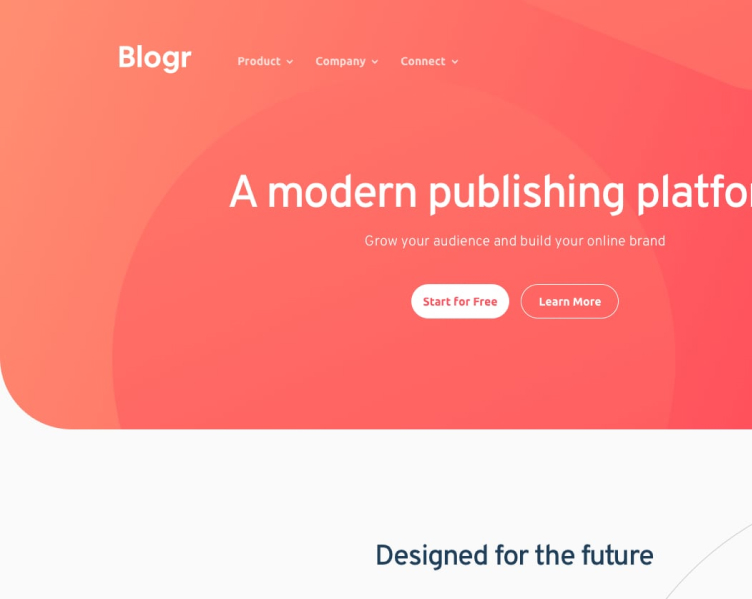 Blogr
Product Company Connect
A modern publishing
Grow your audience and build your online brand
Start for Free Learn More
Designed for the future